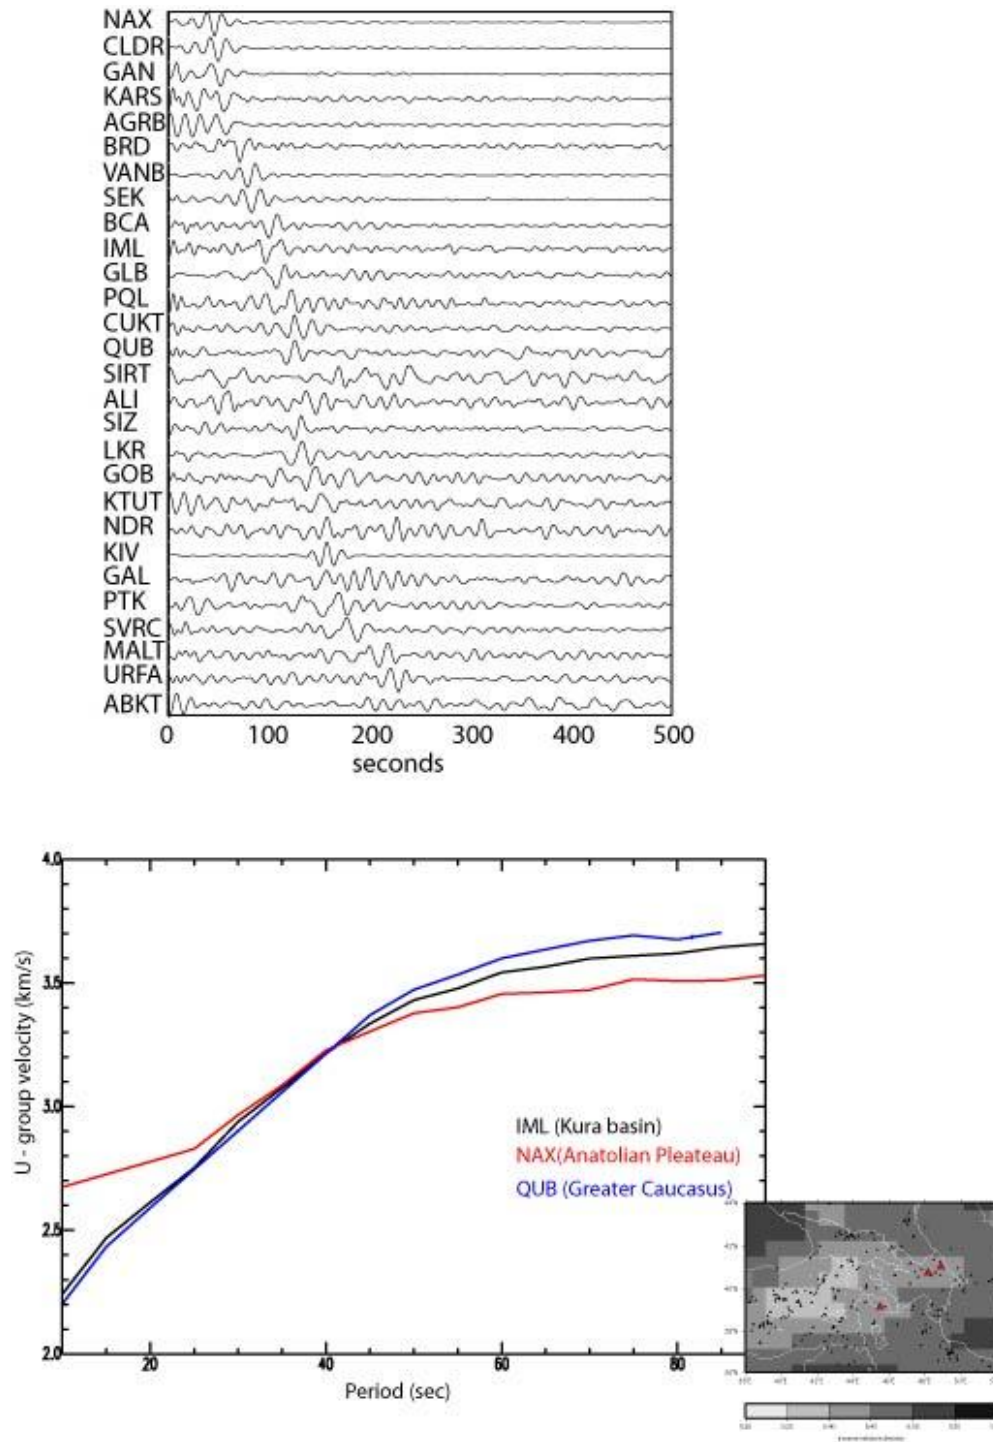 NAX
CLDR
GAN
KARS
AGRB
BRD
VANB
SEK
BCA
IML
GLB
PQL
CUKT
QUB
SIRT
ALI
SIZ
LKR
GOB
KTUT
NDR
KIV
GAL
PTK
SVRC
MALT
URFA
ABKT
0 100 200 300 400 500
seconds
4.0
3.5
3.0
2.5
2.0
U - group velocity (km/s)
IML (Kura basin)
NAX(Anatolian Pleateau)
QUB (Greater Caucasus)
20 40 60 80
Period (sec)